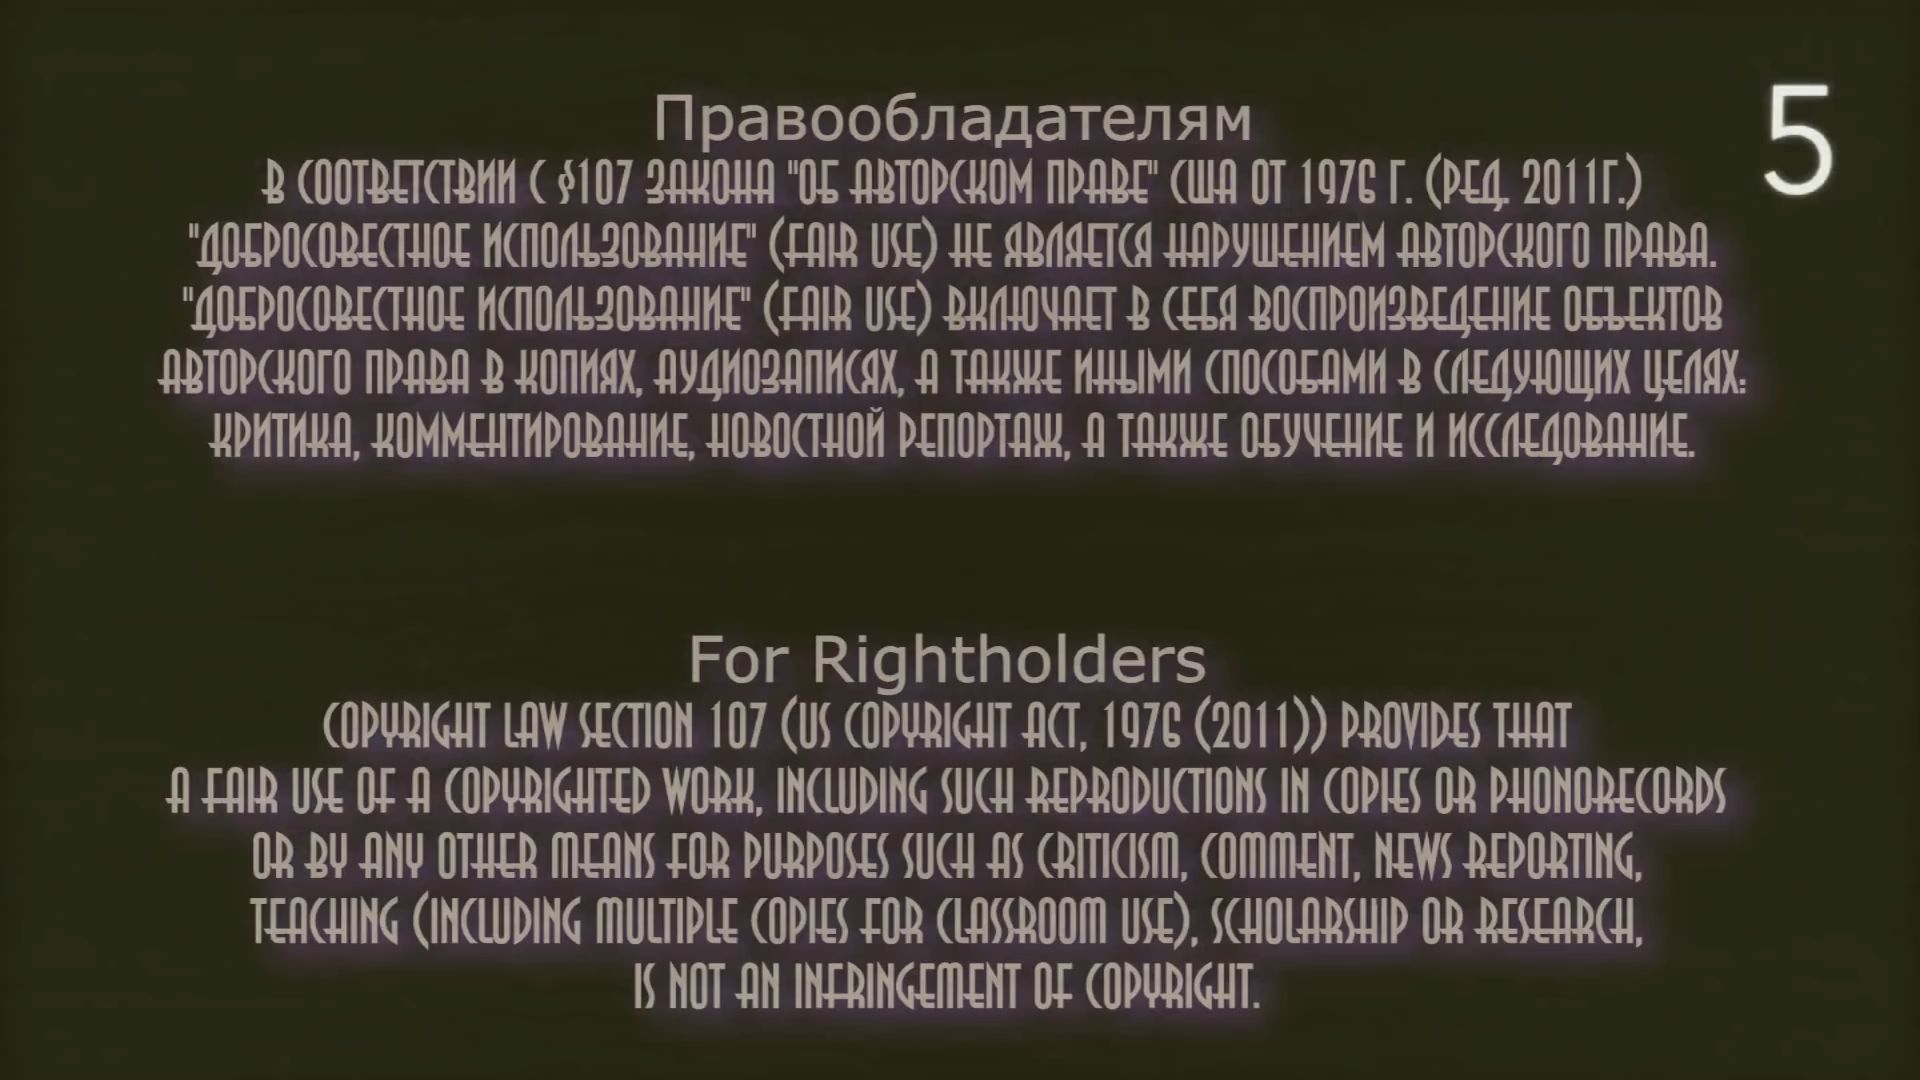 Правообладателям
5
В СООТВЕТСТВИИ С §107 ЗАКОНА "ОБ АВТОРСКОМ ПРАВЕ" США ОТ 1976 Г. (РЕД. 2011Г.)
"ДОБРОСОВЕСТНОЕ ИСПОЛЬЗОВАНИЕ" (FAIR USE) НЕ ЯВЛЯЕТСЯ НАРУШЕНИЕМ АВТОРСКОГО ПРАВА.
"ДОБРОСОВЕСТНОЕ ИСПОЛЬЗОВАНИЕ" (FAIR USE) ВКЛЮЧАЕТ В СЕБЯ ВОСПРОИЗВЕДЕНИЕ ОБЪЕКТОВ
АВТОРСКОГО ПРАВА В КОПИЯХ, АУДИОЗАПИСЯХ, А ТАКЖЕ ИНЫМИ СПОСОБАМИ В СЛЕДУЮЩИХ ЦЕЛЯХ:
КРИТИКА, КОММЕНТИРОВАНИЕ, НОВОСТНОЙ РЕПОРТАЖ, А ТАКЖЕ ОБУЧЕНИЕ И ИССЛЕДОВАНИЕ.
For Rightholders
COPYRIGHT LAW SECTION 107 (US COPYRIGHT ACT, 1976 (2011)) PROVIDES THAT
A FAIR USE OF A COPYRIGHTED WORK, INCLUDING SUCH REPRODUCTIONS IN COPIES OR PHONORECORDS
OR BY ANY OTHER MEANS FOR PURPOSES SUCH AS CRITICISM, COMMENT, NEWS REPORTING,
TEACHING (INCLUDING MULTIPLE COPIES FOR CLASSROOM USE), SCHOLARSHIP OR RESEARCH,
IS NOT AN INFRINGEMENT OF COPYRIGHT.